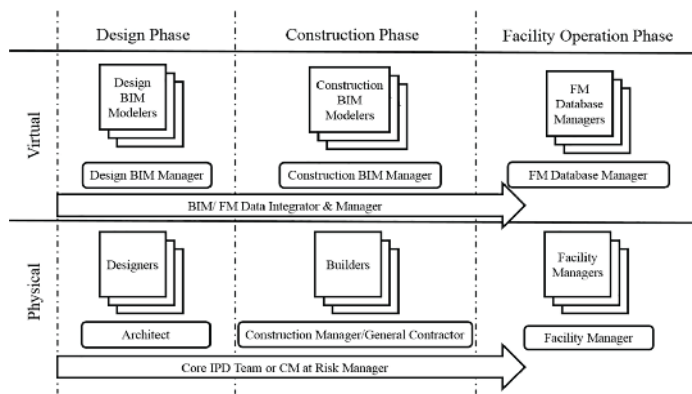 Design Phase
Construction Phase
Facility Operation Phase
Virtual
Design
BIM
Modelers
Construction
BIM
Modelers
FM
Database
Managers
Design BIM Manager
Construction BIM Manager
FM Database Manager
BIM/ FM Data Integrator & Manager
Physical
Designers
Builders
Facility
Managers
Architect
Construction Manager/General Contractor
Facility Manager
Core IPD Team or CM at Risk Manager